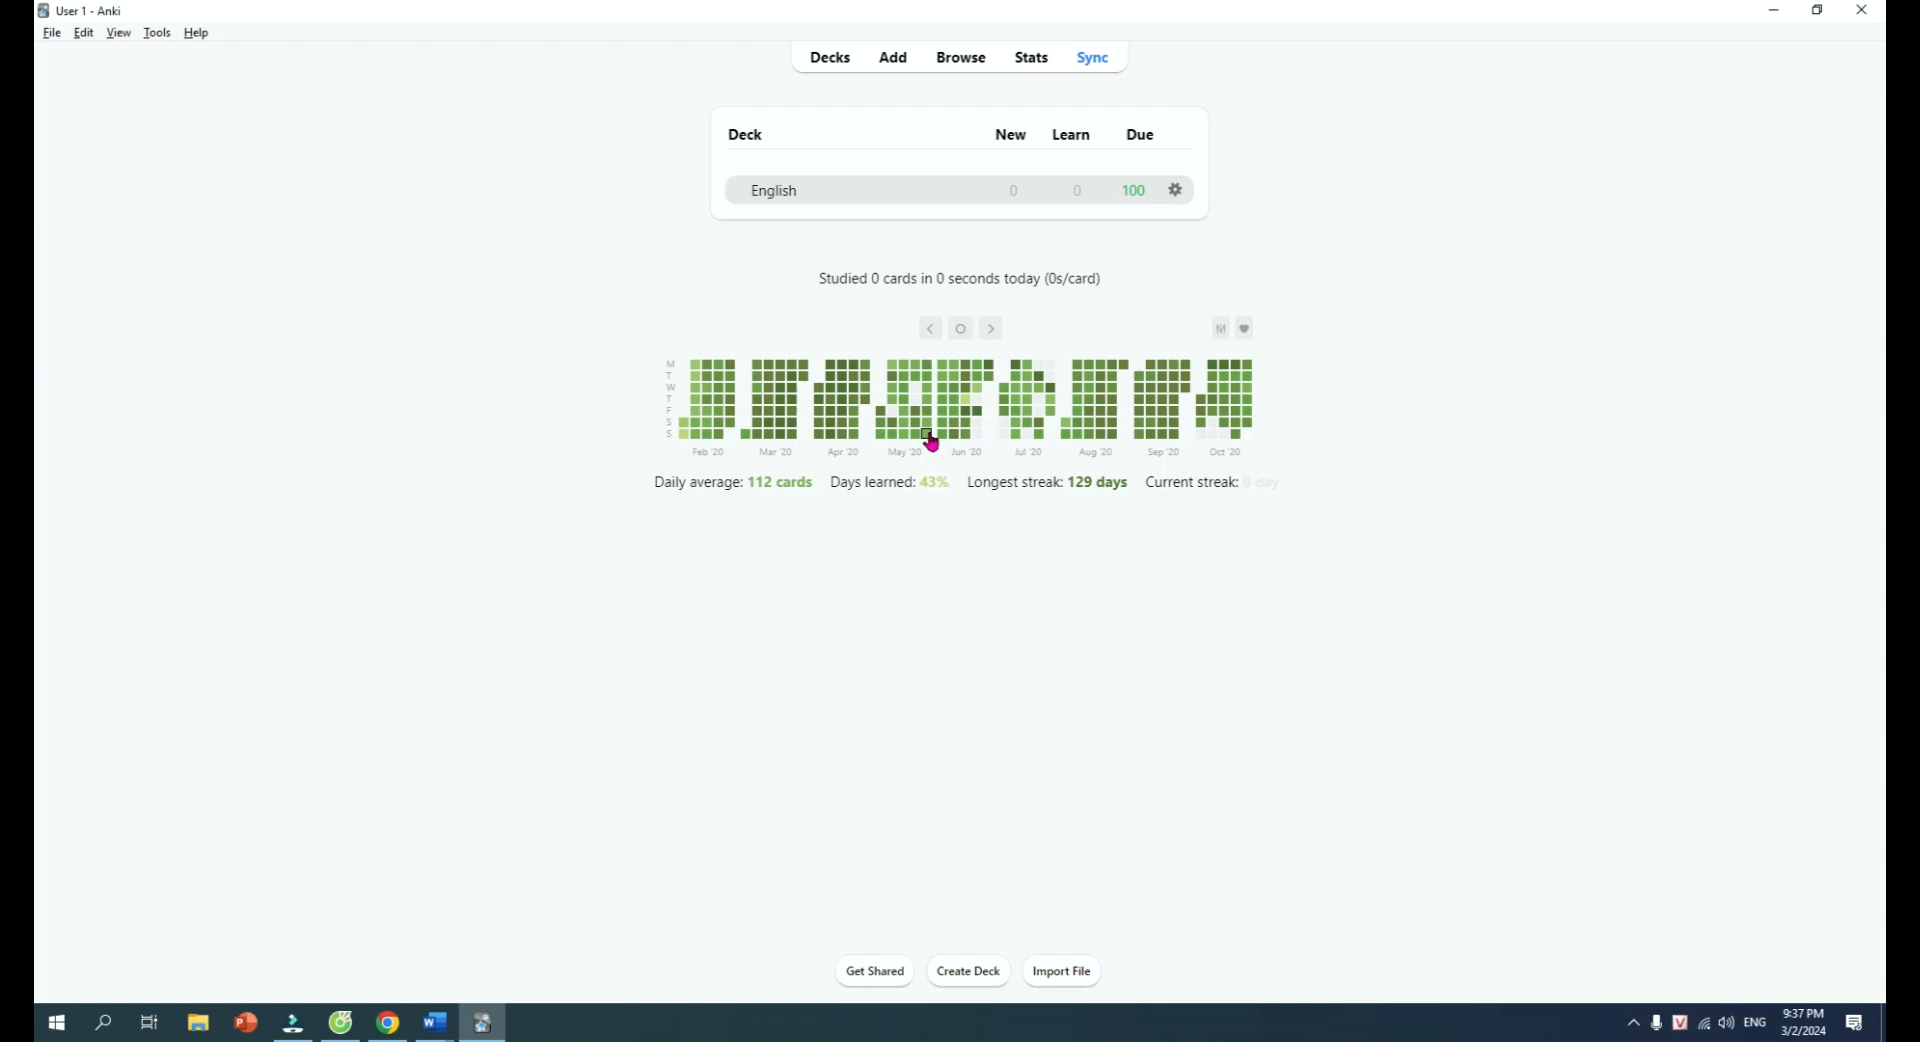 User 1 - Anki
File Edit View Tools Help
Decks Add Browse Stats Sync
Deck New Learn Due
English 0 0 100
Studied 0 cards in 0 seconds today (0s/card)
M
T
W
T
F
S
S
Feb '20 Mar '20 Apr '20 May '20 Jun '20 Jul '20 Aug '20 Sep '20 Oct '20
Daily average: 112 cards Days learned: 43% Longest streak: 129 days Current streak: 0 day
Get Shared Create Deck Import File
ENG
9:37 PM
3/2/2024